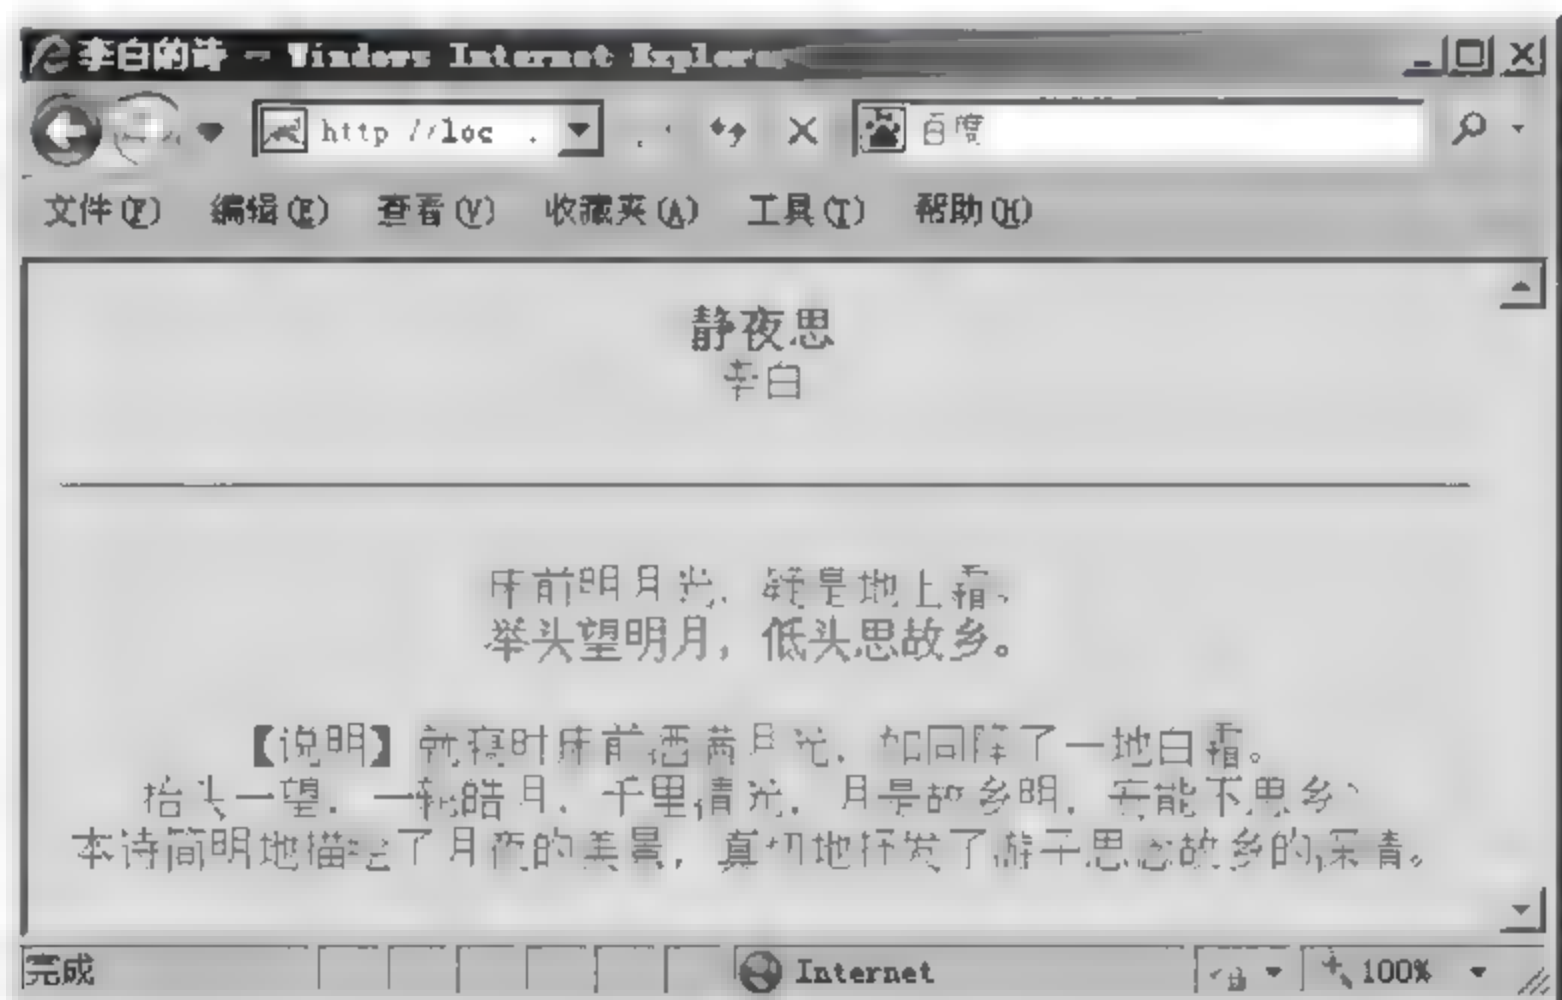 李白的诗 - Windows Internet Explorer
http //loc . 百度
文件(F) 编辑(E) 查看(V) 收藏夹(A) 工具(T) 帮助(H)
静夜思
李白
床前明月光，疑是地上霜。
举头望明月，低头思故乡。
【说明】就寝时床前洒满月光，如同降了一地白霜。
抬头一望，一轮皓月，千里清光，月是故乡明，安能不思乡？
本诗简明地描绘了月夜的美景，真切地抒发了游子思念故乡的深情。
完成 Internet 100%